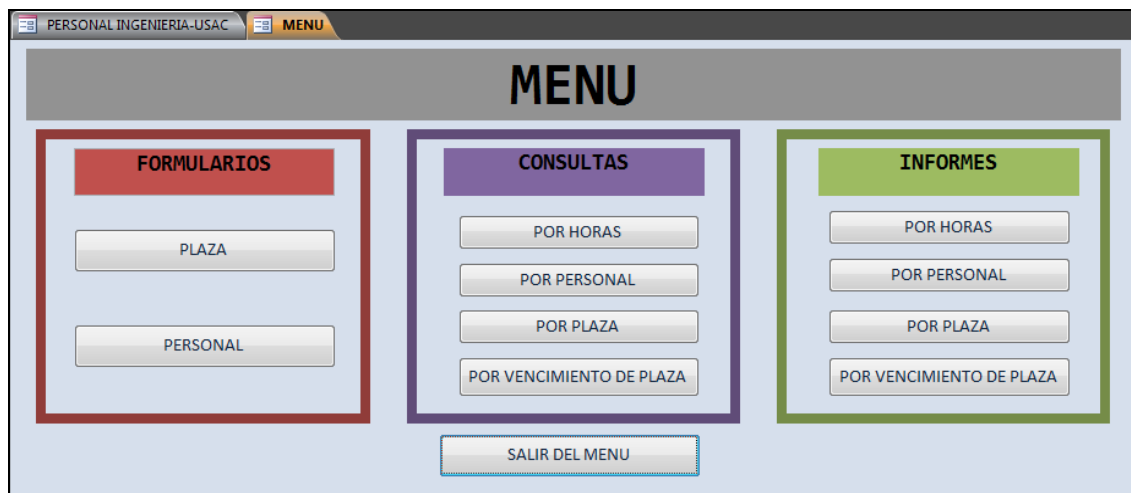 PERSONAL INGENIERIA-USAC
MENU
MENU
FORMULARIOS
PLAZA
PERSONAL
CONSULTAS
POR HORAS
POR PERSONAL
POR PLAZA
POR VENCIMIENTO DE PLAZA
INFORMES
POR HORAS
POR PERSONAL
POR PLAZA
POR VENCIMIENTO DE PLAZA
SALIR DEL MENU